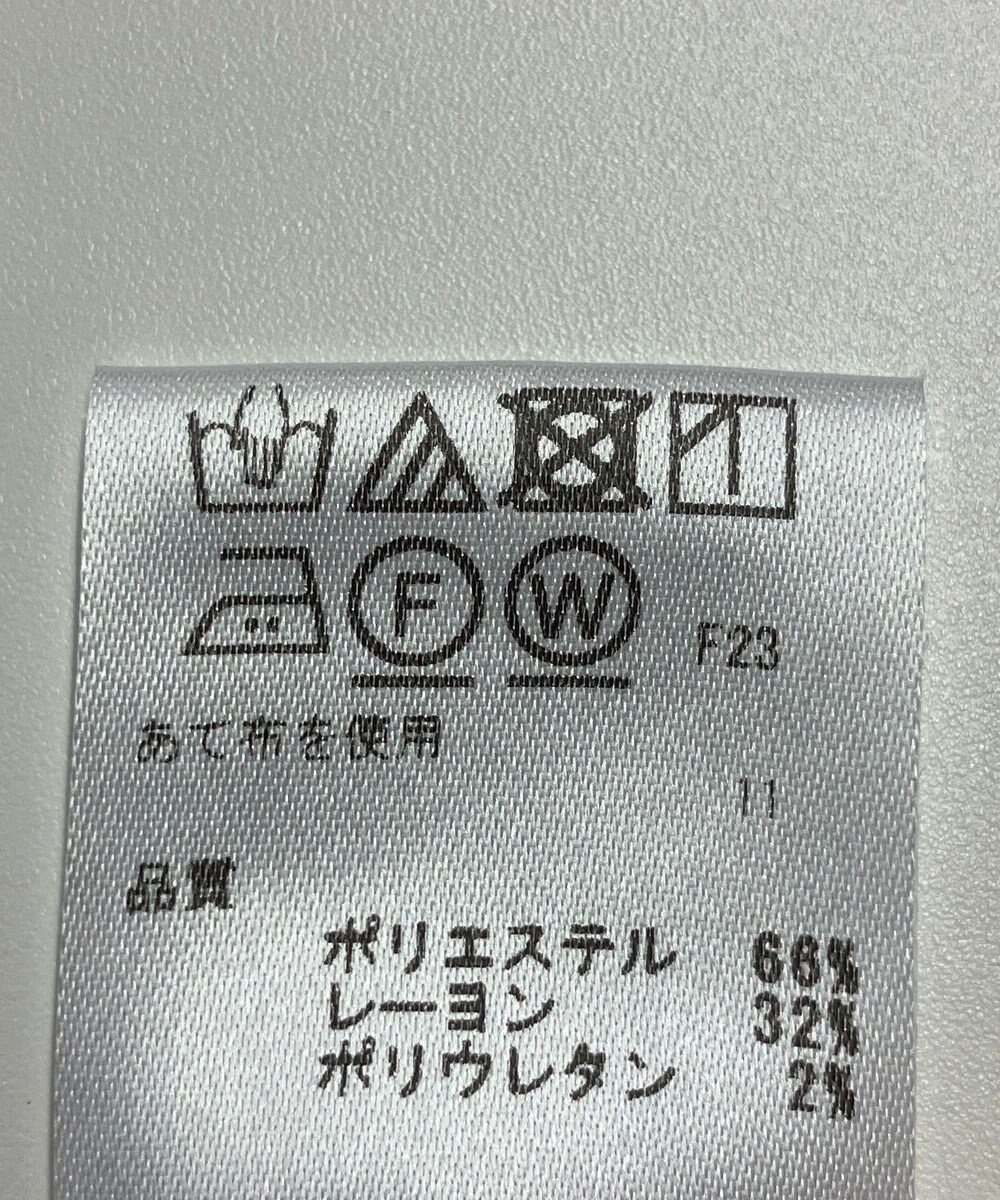 F W F23
あて布を使用
11
品質
ポリエステル 66%
レーヨン 32%
ポリウレタン 2%